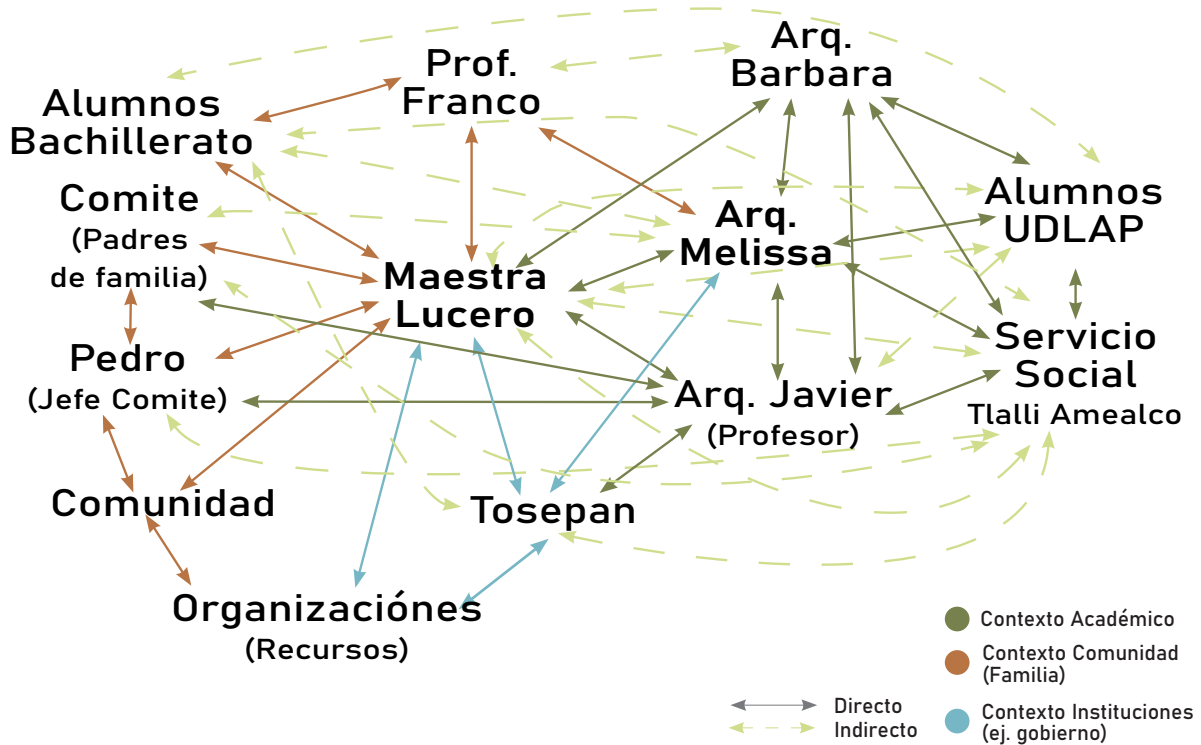 Arq.
Barbara
Prof.
Franco
Alumnos
Bachillerato
Alumnos
UDLAP
Comite
(Padres
de familia)
Arq.
Melissa
Maestra
Lucero
Servicio
Social
Tlalli Amealco
Pedro
(Jefe Comite)
Arq. Javier
(Profesor)
Comunidad
Tosepan
Organizaciónes
(Recursos)
Contexto Académico
Contexto Comunidad
(Familia)
Directo
Indirecto
Contexto Instituciones
(ej. gobierno)